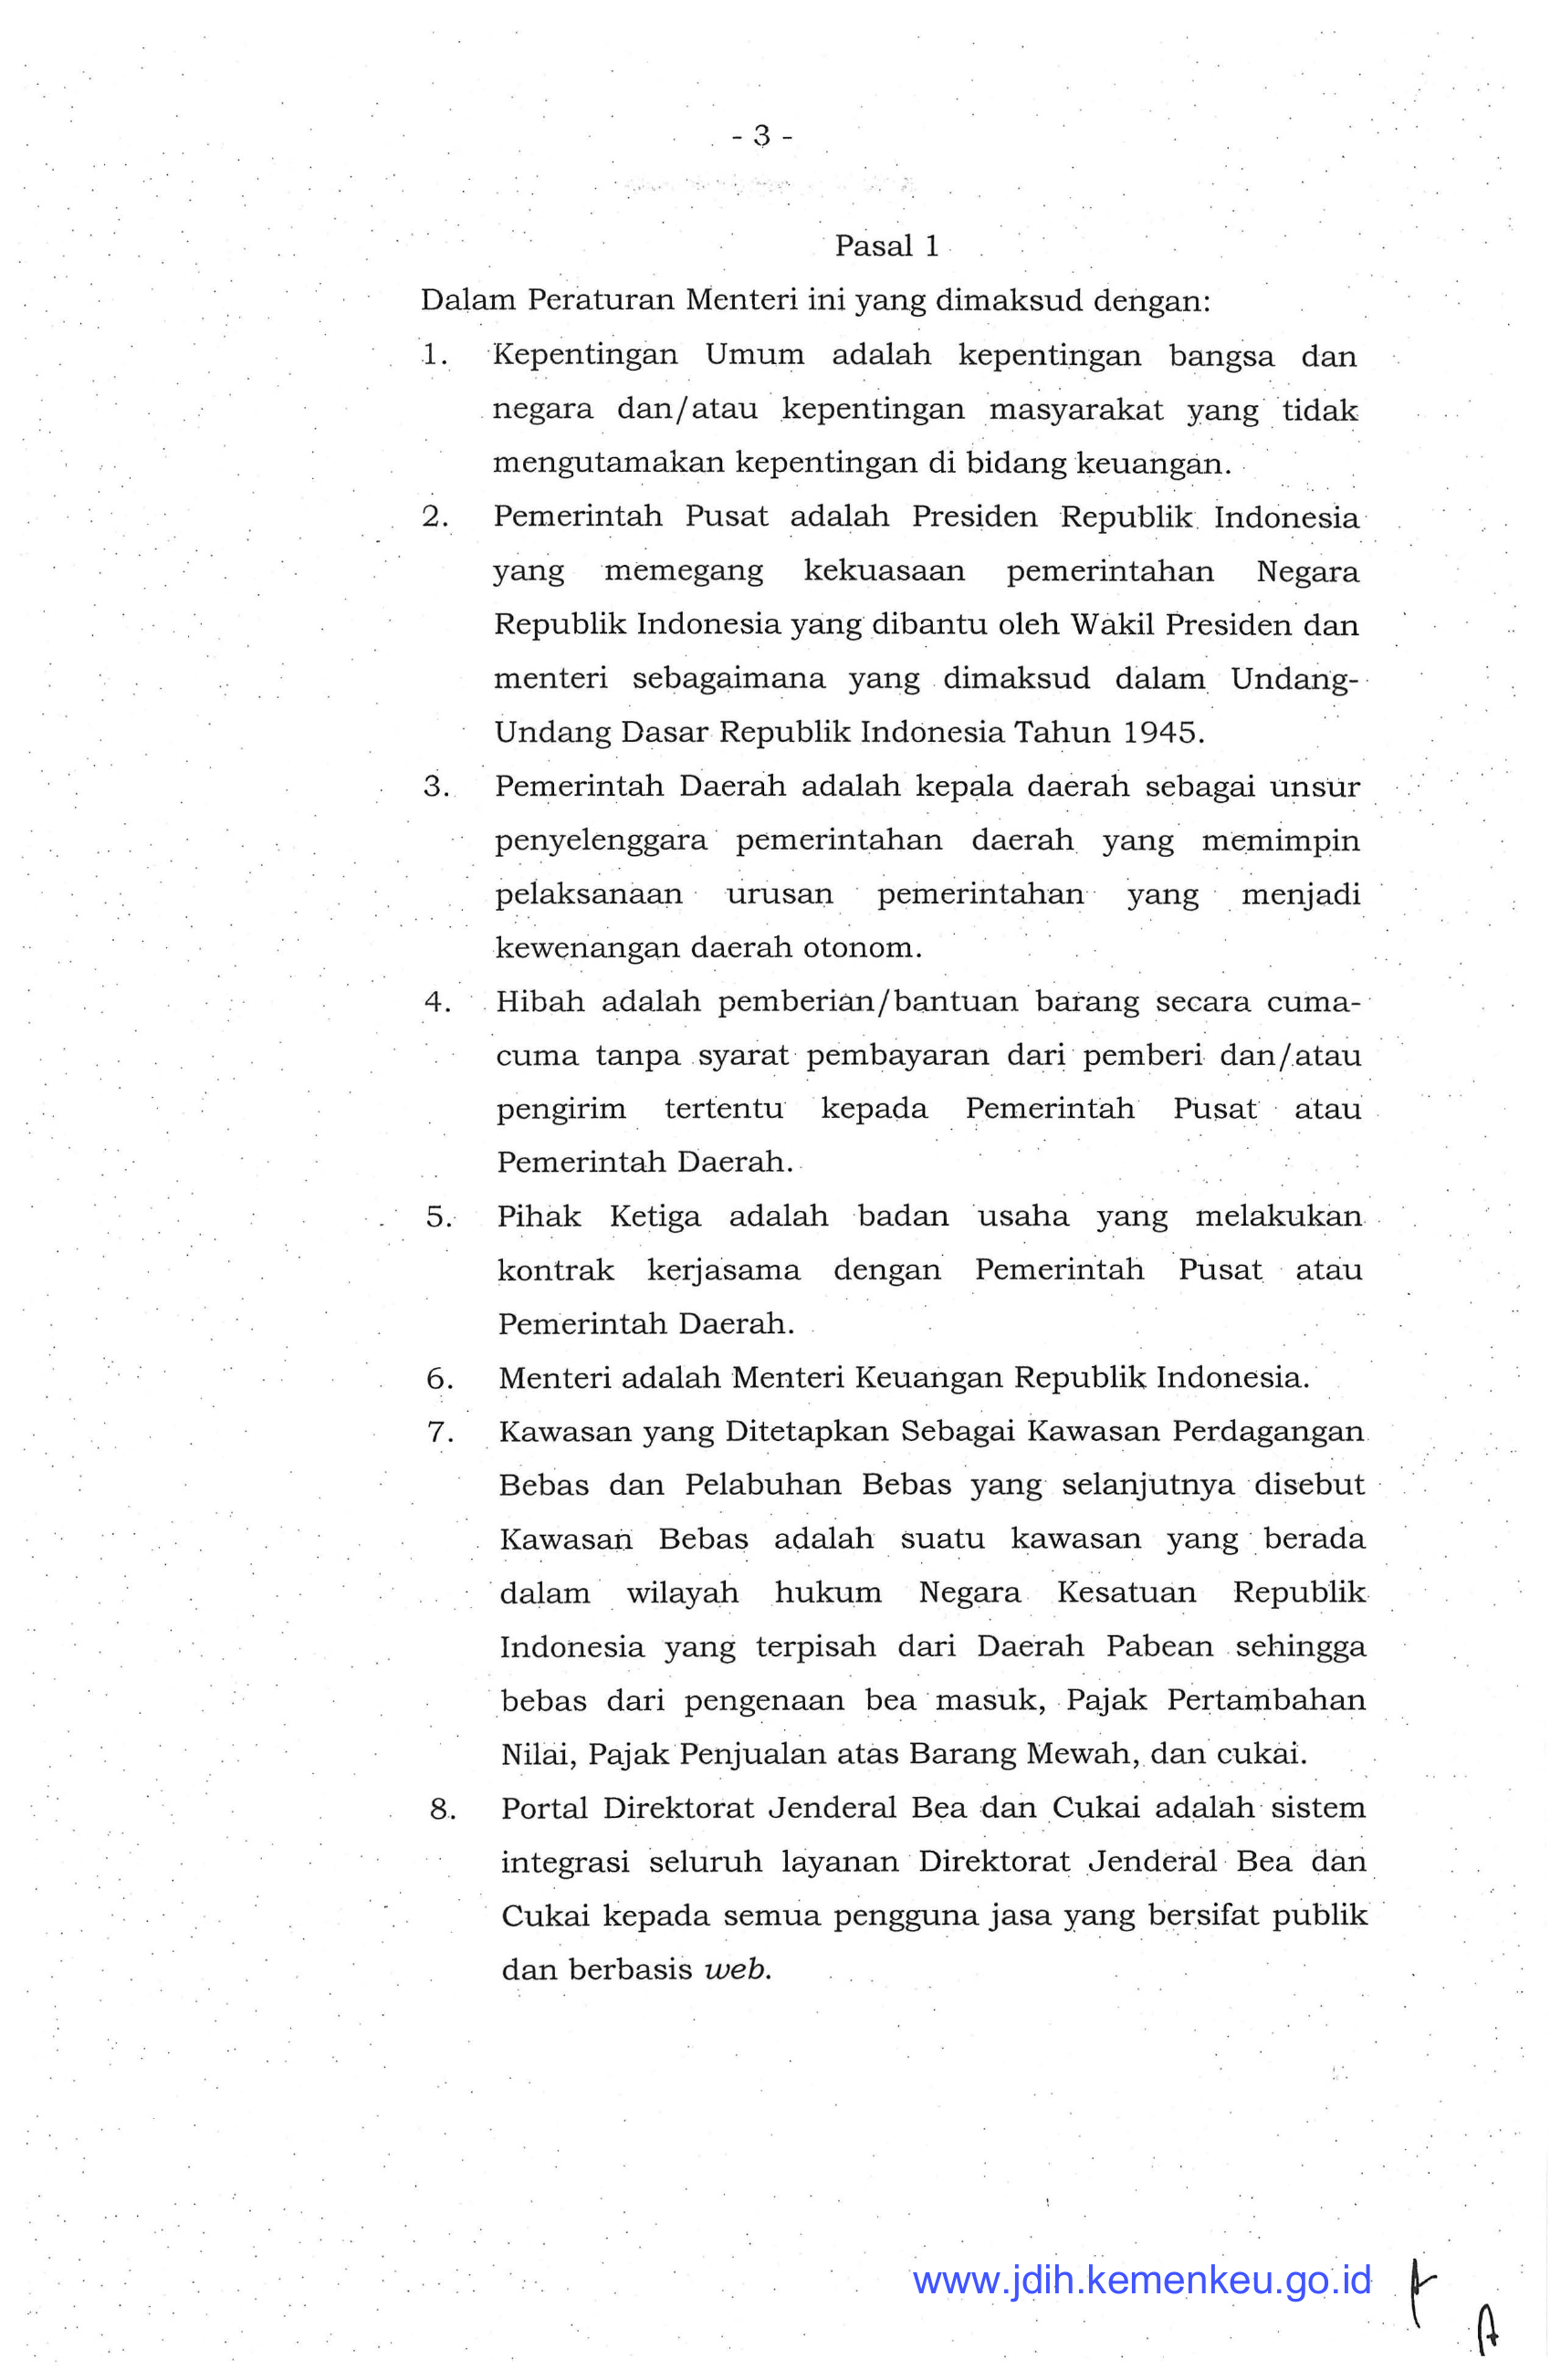 - 3 -
Pasal 1
Dalam Peraturan Menteri ini yang dimaksud dengan:
1. Kepentingan Umum adalah kepentingan bangsa dan
negara dan/atau kepentingan masyarakat yang tidak
mengutamakan kepentingan di bidang keuangan.
2. Pemerintah Pusat adalah Presiden Republik Indonesia
yang memegang kekuasaan pemerintahan Negara
Republik Indonesia yang dibantu oleh Wakil Presiden dan
menteri sebagaimana yang dimaksud dalam Undang-
Undang Dasar Republik Indonesia Tahun 1945.
3. Pemerintah Daerah adalah kepala daerah sebagai unsur
penyelenggara pemerintahan daerah yang memimpin
pelaksanaan urusan pemerintahan yang menjadi
kewenangan daerah otonom.
4. Hibah adalah pemberian/bantuan barang secara cuma-
cuma tanpa syarat pembayaran dari pemberi dan/atau
pengirim tertentu kepada Pemerintah Pusat atau
Pemerintah Daerah.
5. Pihak Ketiga adalah badan usaha yang melakukan
kontrak kerjasama dengan Pemerintah Pusat atau
Pemerintah Daerah.
6. Menteri adalah Menteri Keuangan Republik Indonesia.
7. Kawasan yang Ditetapkan Sebagai Kawasan Perdagangan
Bebas dan Pelabuhan Bebas yang selanjutnya disebut
Kawasan Bebas adalah suatu kawasan yang berada
dalam wilayah hukum Negara Kesatuan Republik
Indonesia yang terpisah dari Daerah Pabean sehingga
bebas dari pengenaan bea masuk, Pajak Pertambahan
Nilai, Pajak Penjualan atas Barang Mewah, dan cukai.
8. Portal Direktorat Jenderal Bea dan Cukai adalah sistem
integrasi seluruh layanan Direktorat Jenderal Bea dan
Cukai kepada semua pengguna jasa yang bersifat publik
dan berbasis web.
www.jdih.kemenkeu.go.id